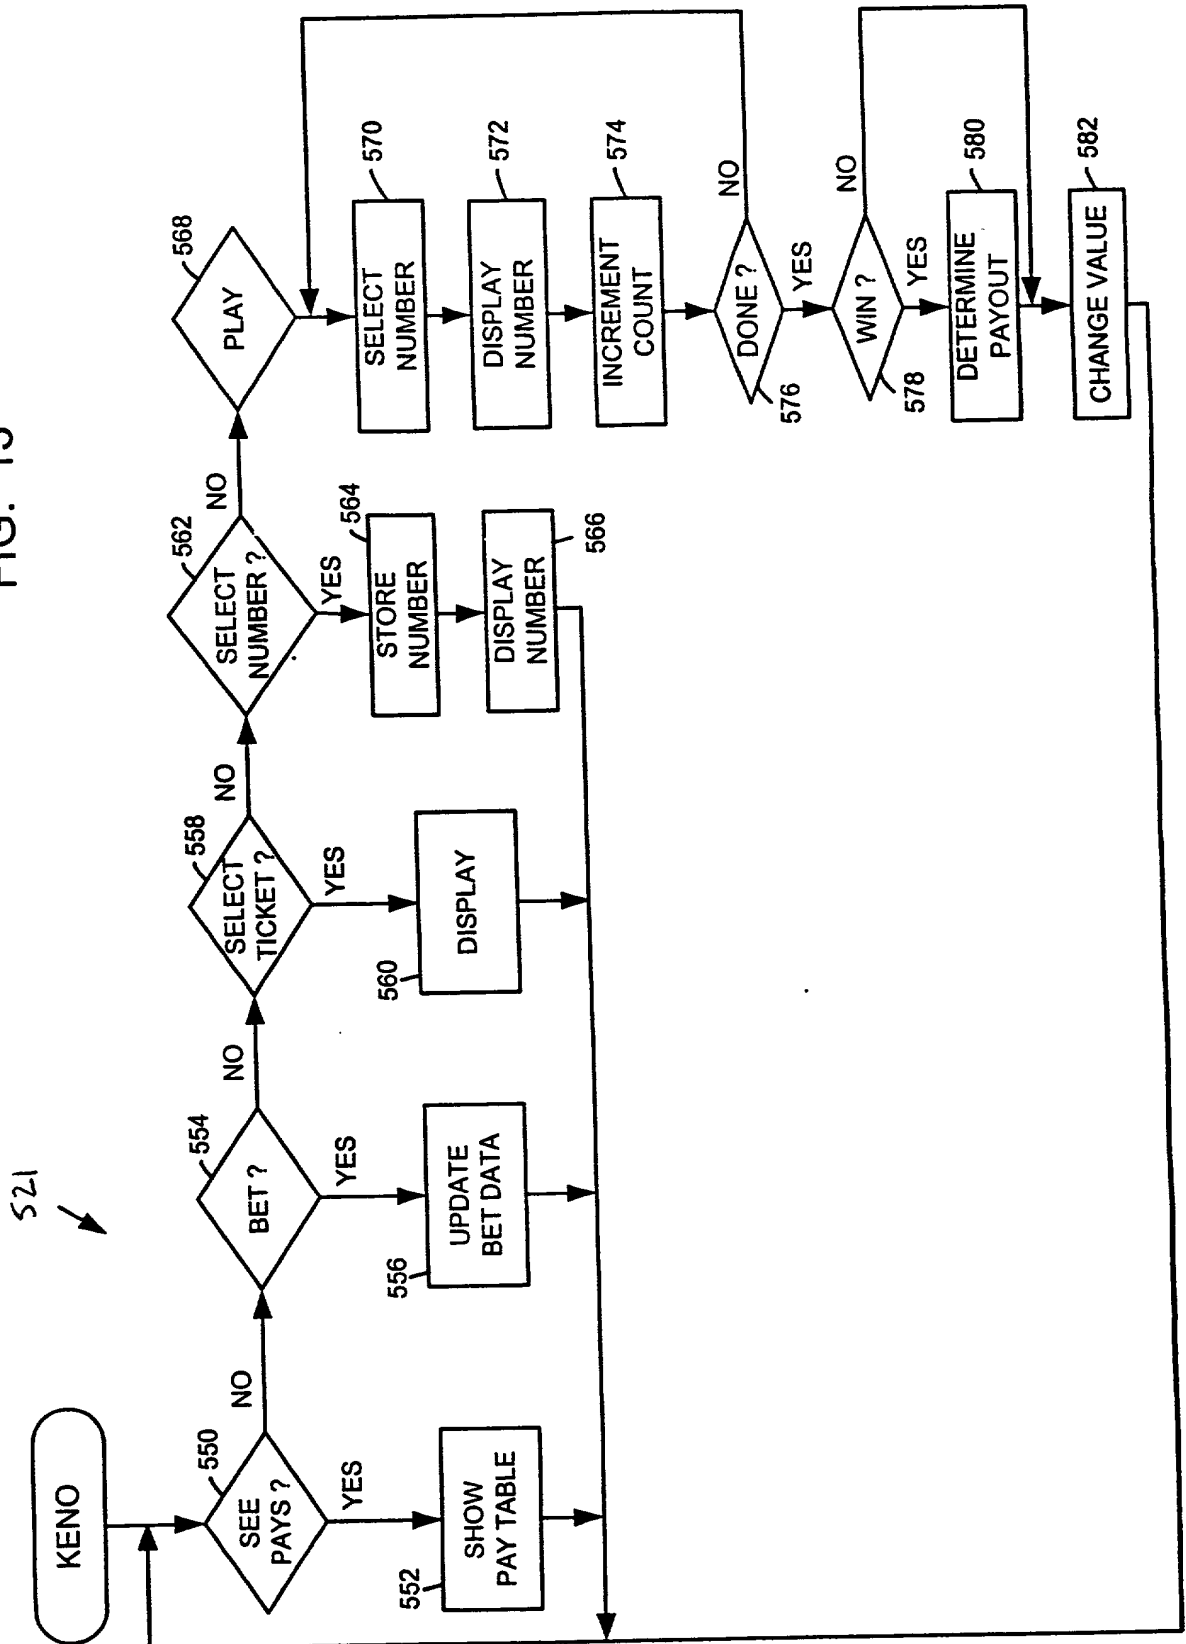 FIG. 15
521
KENO
550
SEE
PAYS ?
NO
YES
552
SHOW
PAY TABLE
554
BET ?
NO
YES
556
UPDATE
BET DATA
558
SELECT
TICKET ?
NO
YES
560
DISPLAY
562
SELECT
NUMBER ?
NO
YES
564
STORE
NUMBER
566
DISPLAY
NUMBER
568
PLAY
570
SELECT
NUMBER
572
DISPLAY
NUMBER
574
INCREMENT
COUNT
576
DONE ?
NO
YES
578
WIN ?
NO
YES
580
DETERMINE
PAYOUT
582
CHANGE VALUE